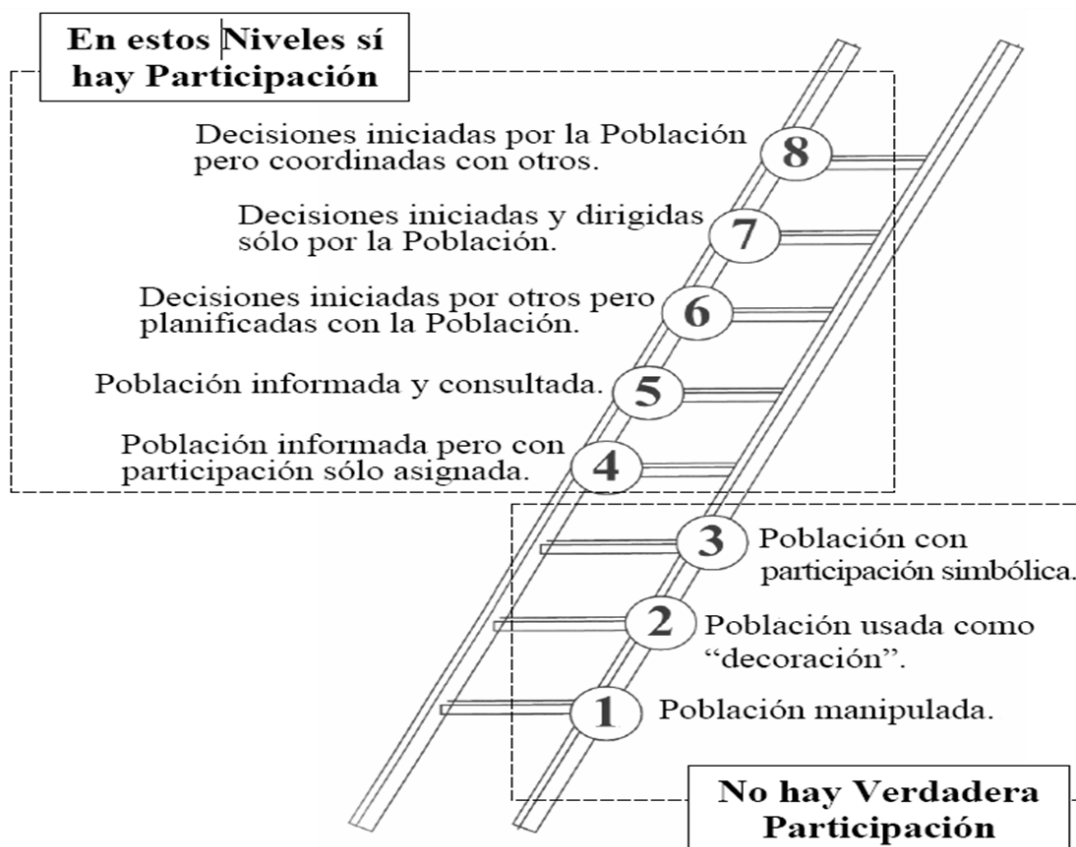 En estos Niveles sí
hay Participación
Decisiones iniciadas por la Población
pero coordinadas con otros.
8
Decisiones iniciadas y dirigidas
sólo por la Población.
7
Decisiones iniciadas por otros pero
planificadas con la Población.
6
Población informada y consultada.
5
Población informada pero con
participación sólo asignada.
4
3
Población con
participación simbólica.
2
Población usada como
“decoración”.
1
Población manipulada.
No hay Verdadera
Participación